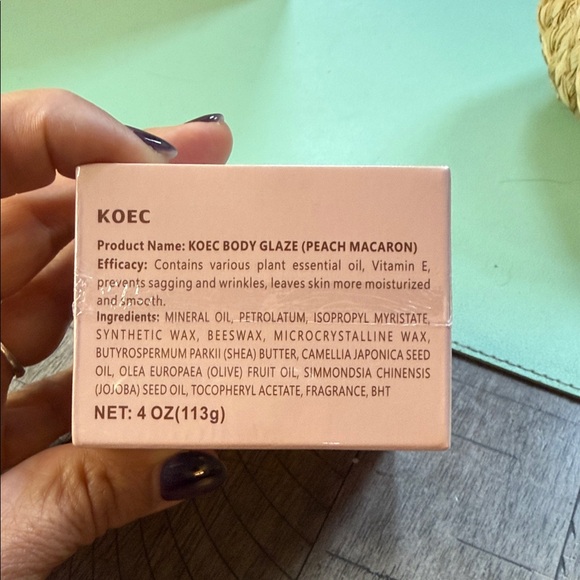 KOEC
Product Name: KOEC BODY GLAZE (PEACH MACARON)
Efficacy: Contains various plant essential oil, Vitamin E,
prevents sagging and wrinkles, leaves skin more moisturized
and smooth.
Ingredients: MINERAL OIL, PETROLATUM, ISOPROPYL MYRISTATE,
SYNTHETIC WAX, BEESWAX, MICROCRYSTALLINE WAX,
BUTYROSPERMUM PARKII (SHEA) BUTTER, CAMELLIA JAPONICA SEED
OIL, OLEA EUROPAEA (OLIVE) FRUIT OIL, SIMMONDSIA CHINENSIS
(JOJOBA) SEED OIL, TOCOPHERYL ACETATE, FRAGRANCE, BHT
NET: 4 OZ(113g)